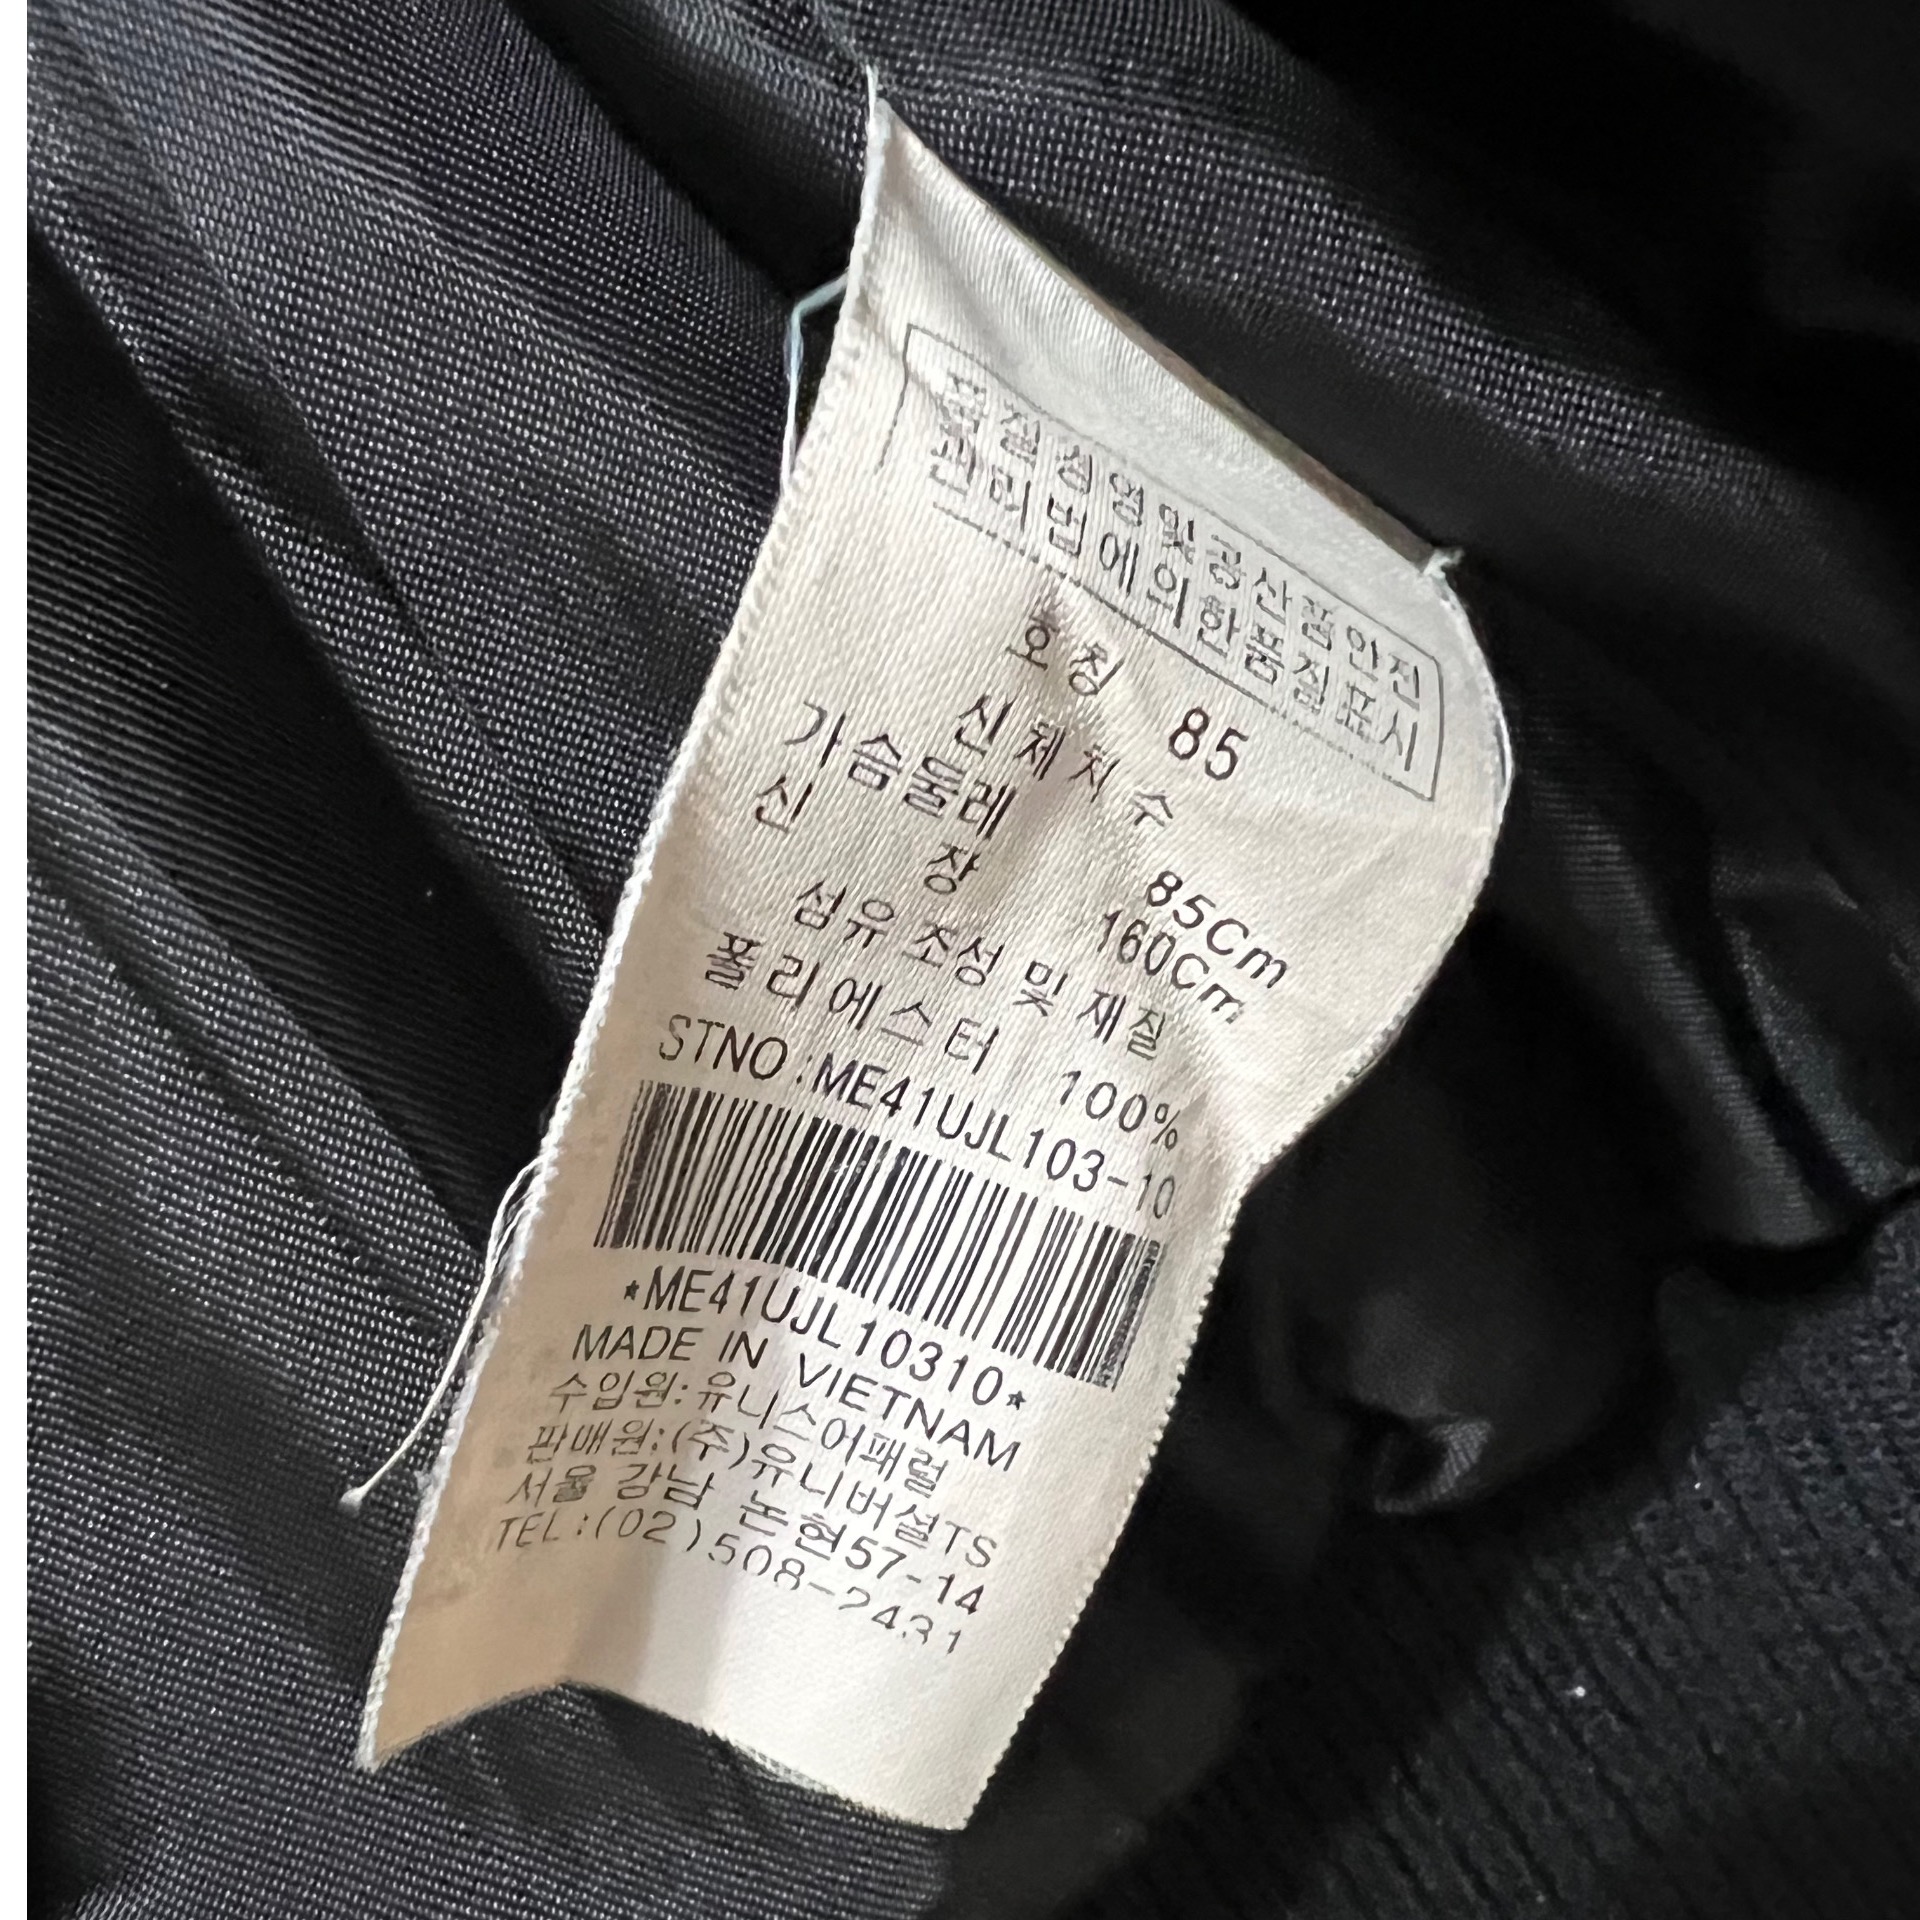 품질경영및공산품안전
관리법에의한품질표시
호칭 85
신체치수
가슴둘레 85Cm
신 장 160Cm
섬유 조성 및 재질
폴리에스터 100%
STNO:ME41UJL103-10
*ME41UJL10310*
MADE IN VIETNAM
수입원:유니스어패럴
판매원:(주)유니버셜TS
서울 강남 논현57-14
TEL:(02)508-2431